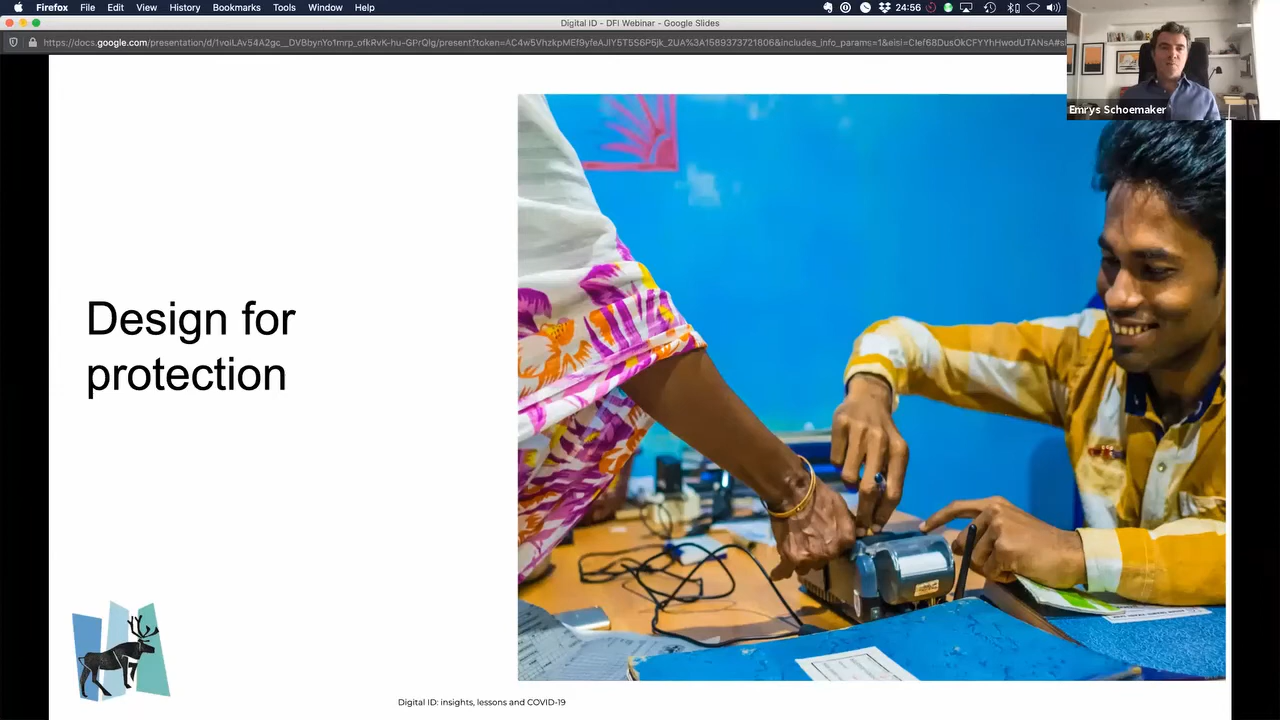 Firefox File Edit View History Bookmarks Tools Window Help 24:56
Digital ID - DFI Webinar - Google Slides
Emrys Schoemaker
Design for
protection
Digital ID: insights, lessons and COVID-19